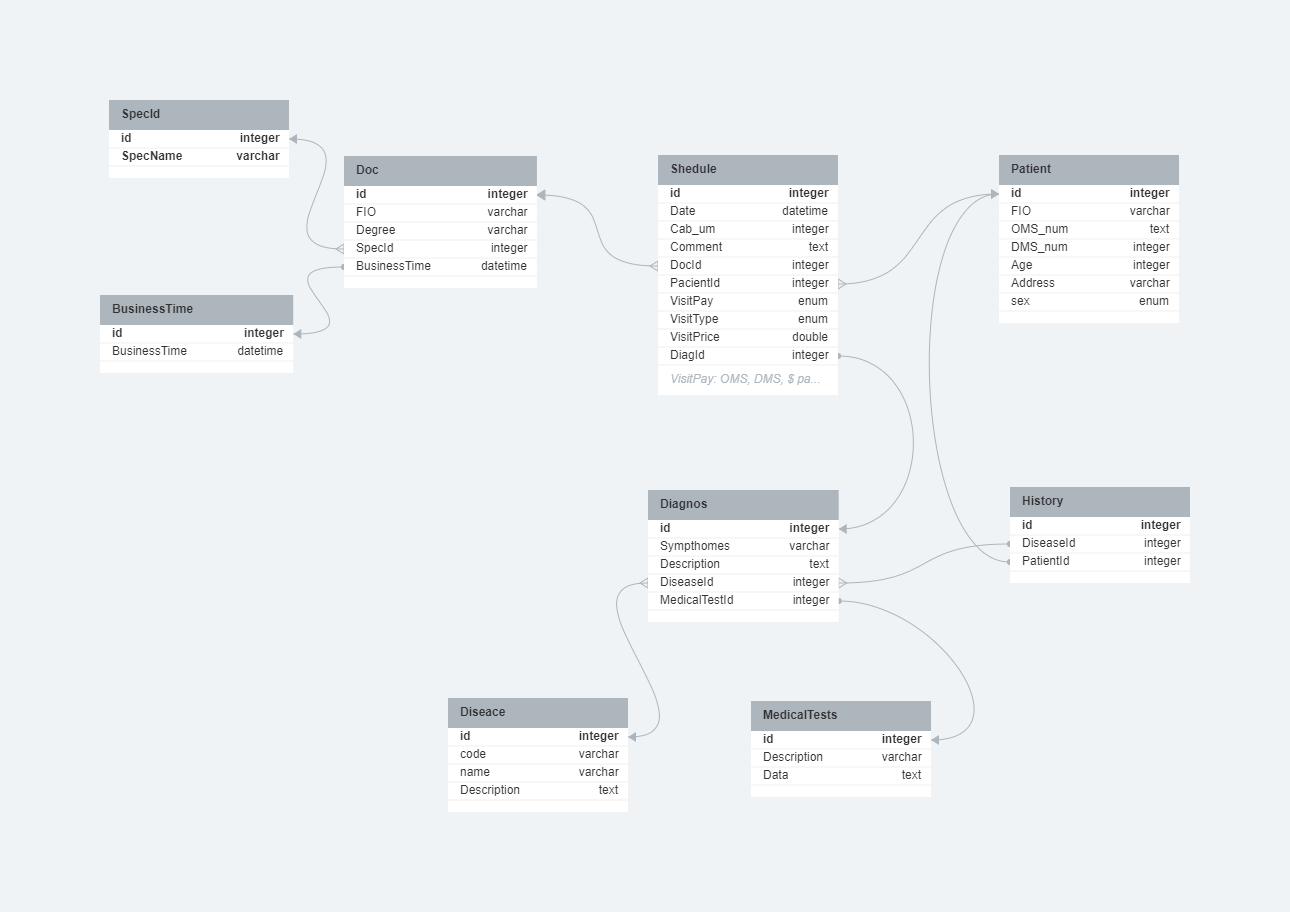 SpecId
id integer
SpecName varchar
Doc
id integer
FIO varchar
Degree varchar
SpecId integer
BusinessTime datetime
BusinessTime
id integer
BusinessTime datetime
Shedule
id integer
Date datetime
Cab_um integer
Comment text
DocId integer
PacientId integer
VisitPay enum
VisitType enum
VisitPrice double
DiagId integer
VisitPay: OMS, DMS, $ pa...
Patient
id integer
FIO varchar
OMS_num text
DMS_num integer
Age integer
Address varchar
sex enum
Diagnos
id integer
Sympthomes varchar
Description text
DiseaseId integer
MedicalTestId integer
History
id integer
DiseaseId integer
PatientId integer
Diseace
id integer
code varchar
name varchar
Description text
MedicalTests
id integer
Description varchar
Data text